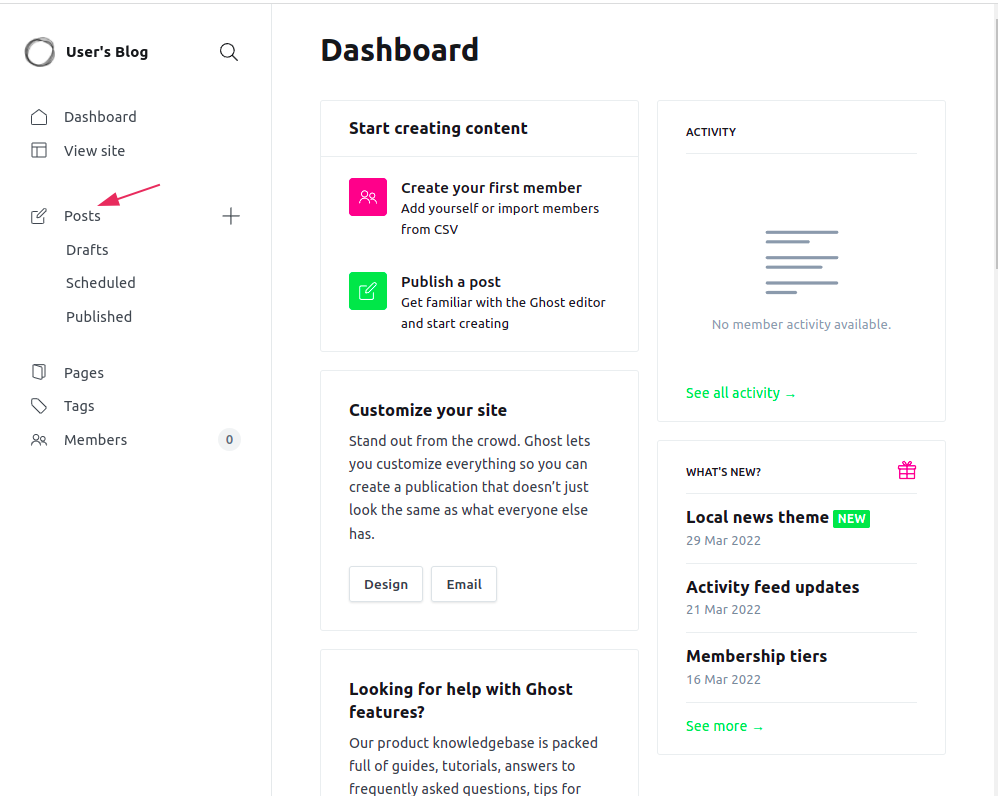 User's Blog
Dashboard
View site
Posts
Drafts
Scheduled
Published
Pages
Tags
Members 0
Dashboard
Start creating content
Create your first member
Add yourself or import members
from CSV
Publish a post
Get familiar with the Ghost editor
and start creating
Customize your site
Stand out from the crowd. Ghost lets
you customize everything so you can
create a publication that doesn’t just
look the same as what everyone else
has.
Design Email
Looking for help with Ghost
features?
Our product knowledgebase is packed
full of guides, tutorials, answers to
frequently asked questions, tips for
ACTIVITY
No member activity available.
See all activity →
WHAT'S NEW?
Local news theme NEW
29 Mar 2022
Activity feed updates
21 Mar 2022
Membership tiers
16 Mar 2022
See more →